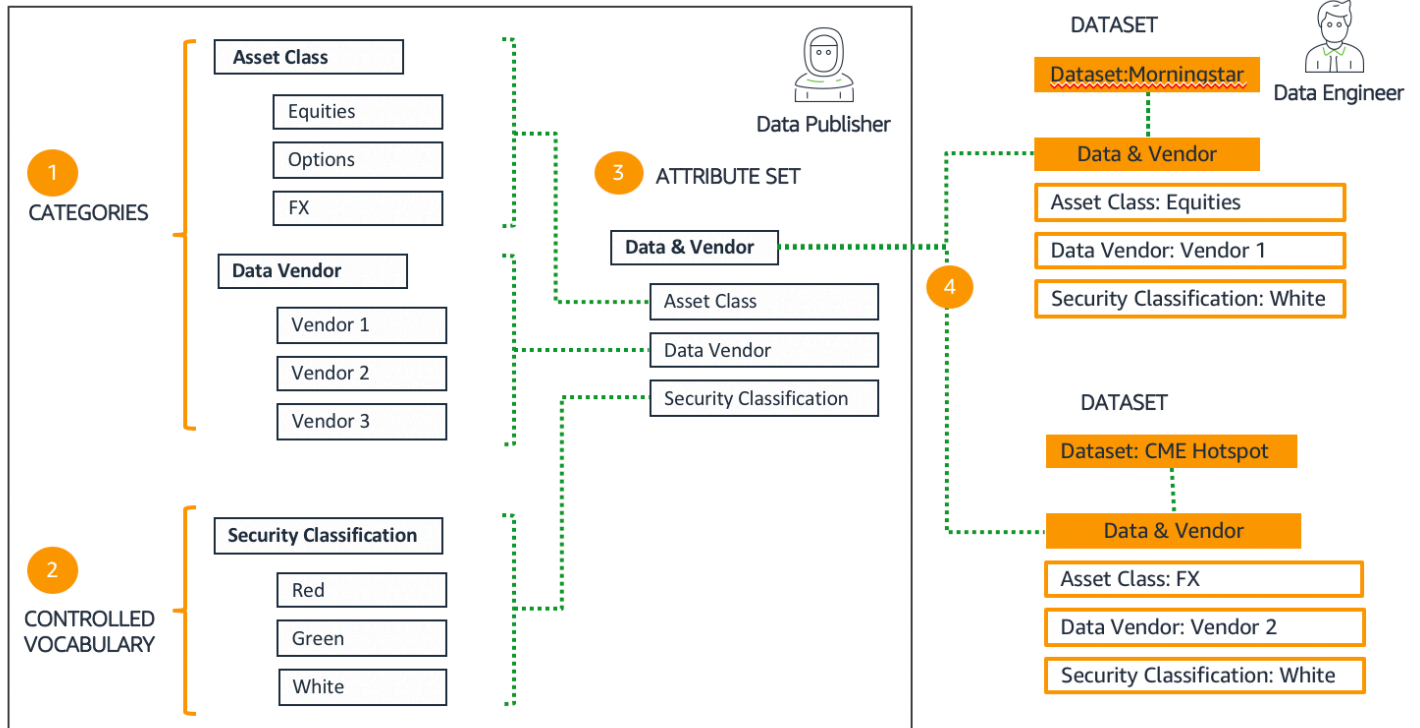 1
CATEGORIES
Asset Class
Equities
Options
FX
Data Vendor
Vendor 1
Vendor 2
Vendor 3
2
CONTROLLED
VOCABULARY
Security Classification
Red
Green
White
Data Publisher
3
ATTRIBUTE SET
Data & Vendor
Asset Class
Data Vendor
Security Classification
4
DATASET
Data Engineer
Dataset:Morningstar
Data & Vendor
Asset Class: Equities
Data Vendor: Vendor 1
Security Classification: White
DATASET
Dataset: CME Hotspot
Data & Vendor
Asset Class: FX
Data Vendor: Vendor 2
Security Classification: White